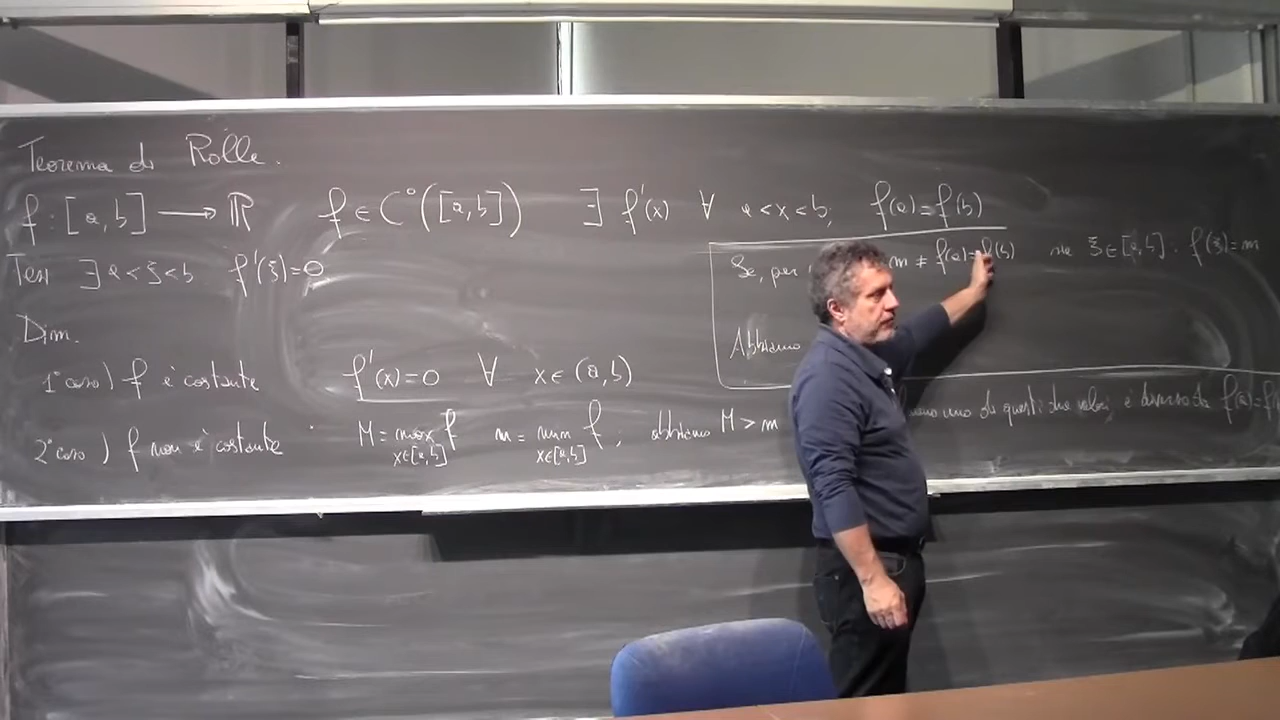 Teorema di Rolle.
f : [a,b] ⟶ ℝ f ∈ C°([a,b]) ∃ f'(x) ∀ a<x<b; f(a)=f(b)
Tesi ∃ a<ξ<b f'(ξ)=0
Se, per m ≠ f(a)=f(b) sia ξ∈[a,b] : f(ξ)=m
Dim.
Abbiamo
1° caso) f è costante f'(x)=0 ∀ x∈(a,b)
2° caso) f non è costante M = max f x∈[a,b] m = min f x∈[a,b] ; abbiamo M > m uno di questi due valori è diverso da f(a)=f